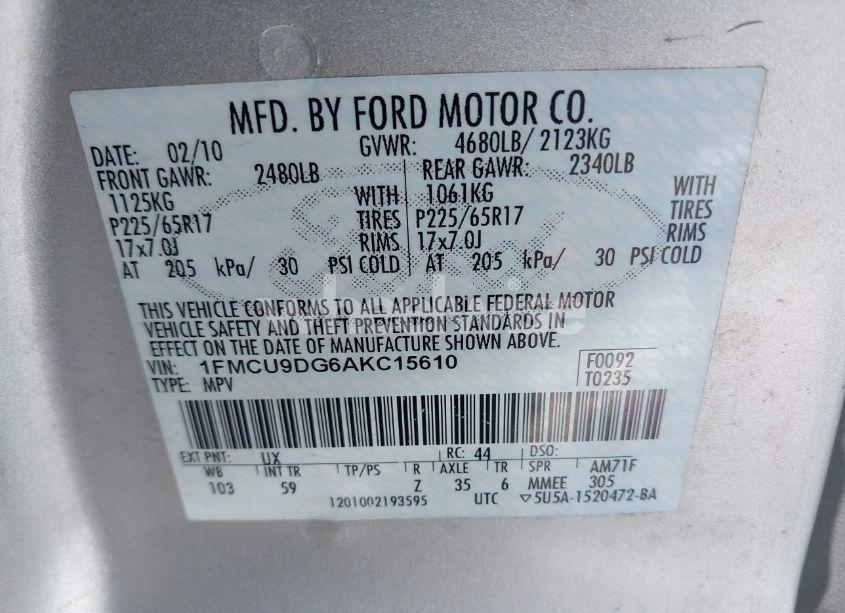 MFD. BY FORD MOTOR CO.
DATE: 02/10 GVWR: 4680LB/ 2123KG
FRONT GAWR: 2480LB REAR GAWR: 2340LB
1125KG WITH 1061KG WITH
P225/65R17 TIRES P225/65R17 TIRES
17x7.0J RIMS 17x7.0J RIMS
AT 205 kPa/ 30 PSI COLD AT 205 kPa/ 30 PSI COLD
THIS VEHICLE CONFORMS TO ALL APPLICABLE FEDERAL MOTOR
VEHICLE SAFETY AND THEFT PREVENTION STANDARDS IN
EFFECT ON THE DATE OF MANUFACTURE SHOWN ABOVE.
VIN: 1FMCU9DG6AKC15610 F0092
TYPE: MPV T0235
EXT PNT: UX RC: 44 DSO:
WB INT TR TP/PS R AXLE TR SPR AM71F
103 59 Z 35 6 MMEE 305
1201002193595 UTC ▽5U5A-1520472-BA